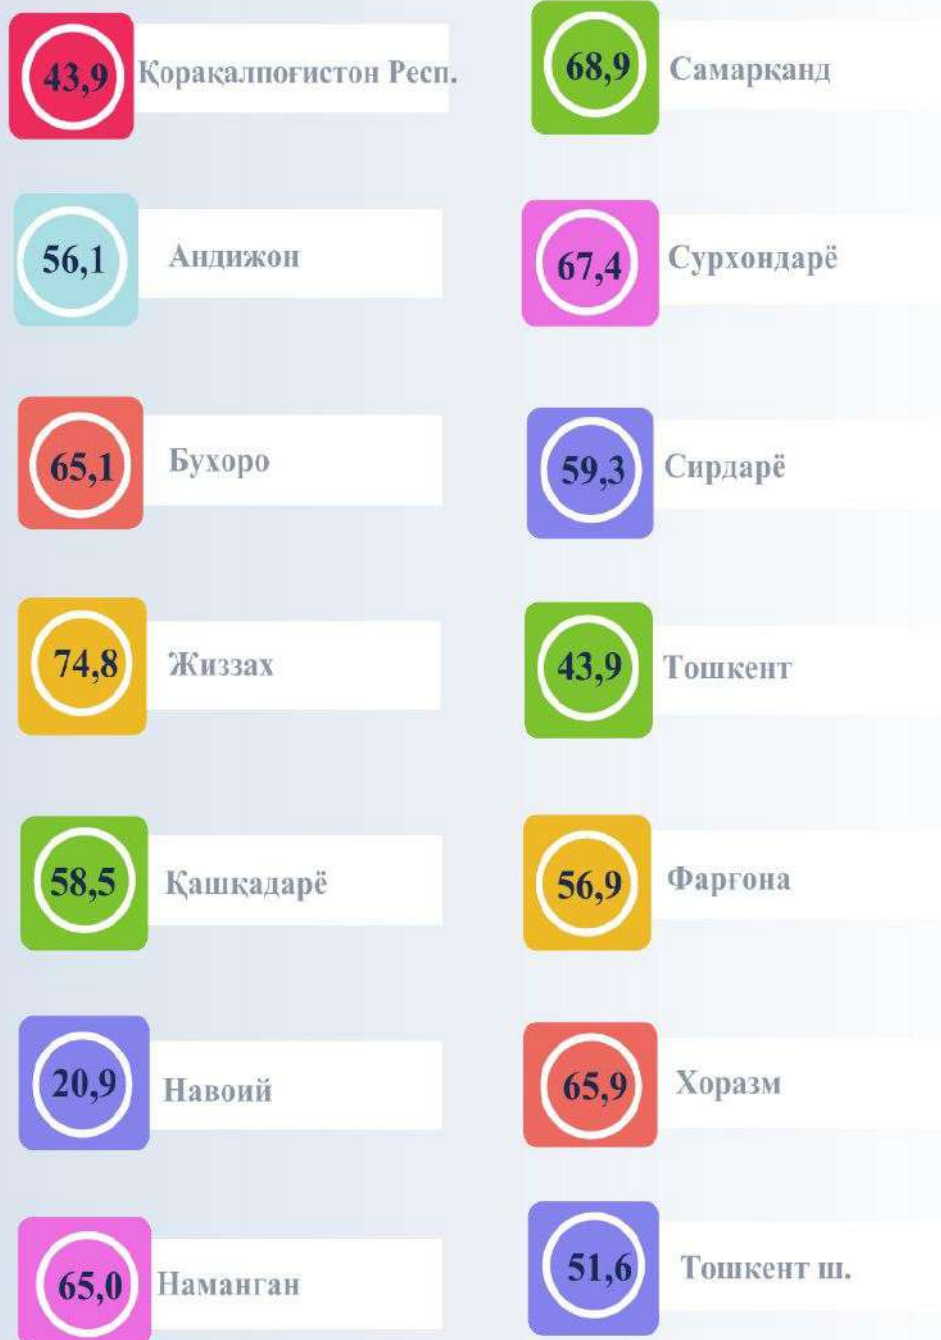 43,9 Қорақалпоғистон Респ.
56,1 Андижон
65,1 Бухоро
74,8 Жиззах
58,5 Қашқадарё
20,9 Навоий
65,0 Наманган
68,9 Самарқанд
67,4 Сурхондарё
59,3 Сирдарё
43,9 Тошкент
56,9 Фарғона
65,9 Хоразм
51,6 Тошкент ш.